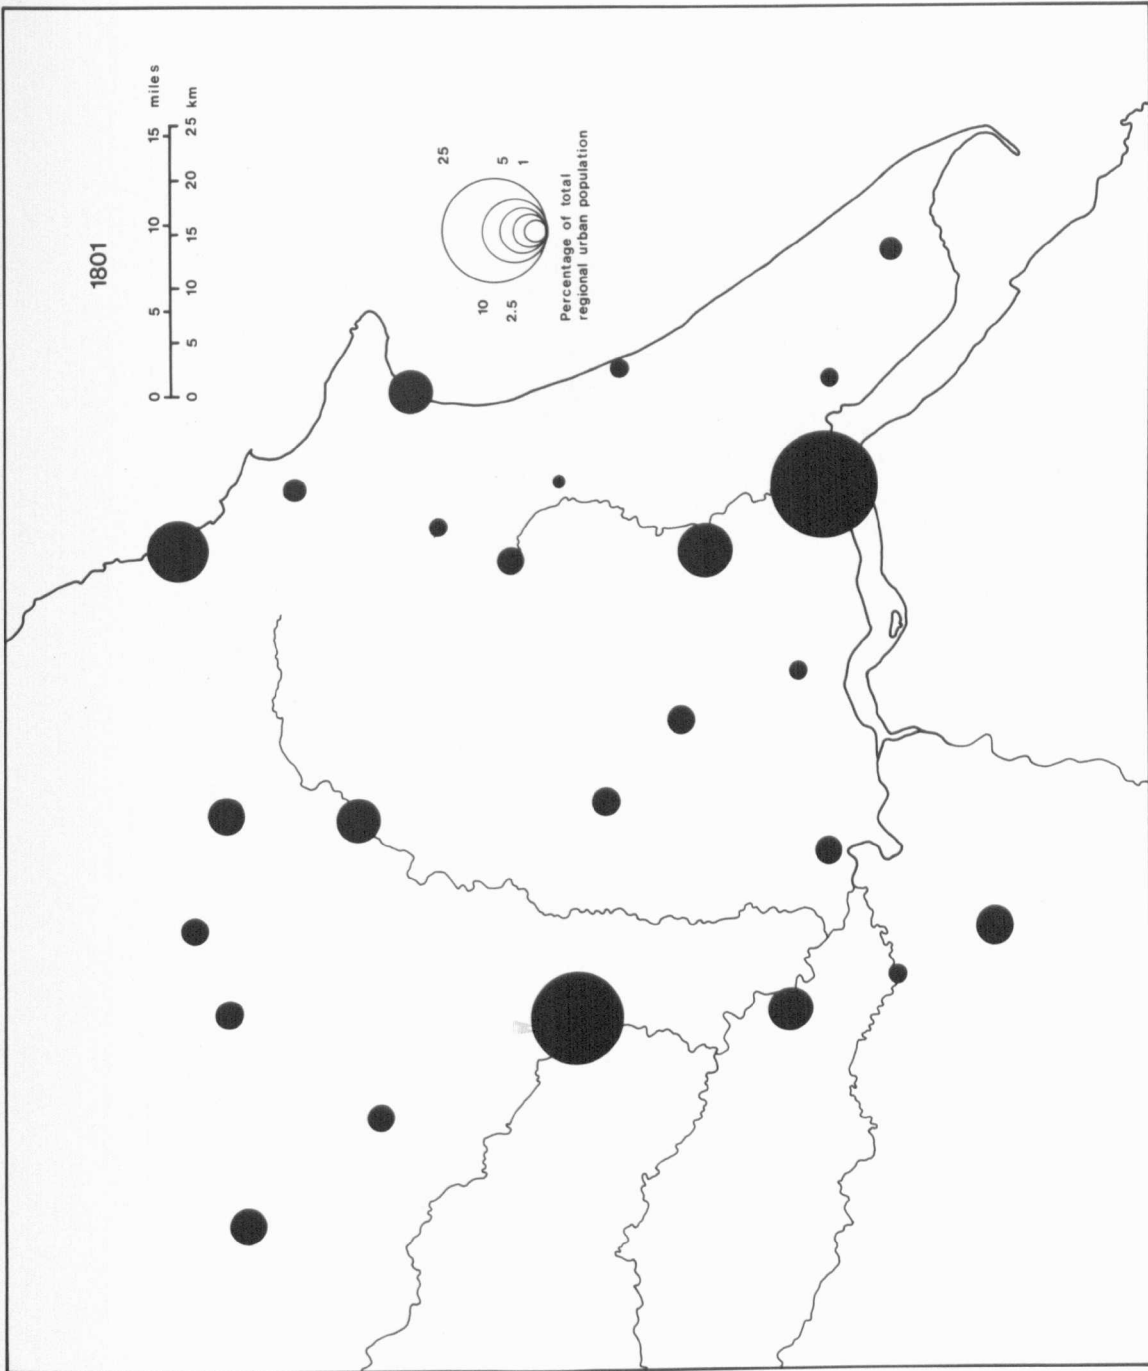 1801
0 5 10 15 miles
0 5 10 15 20 25 km
25
10 5
2.5 1
Percentage of total
regional urban population